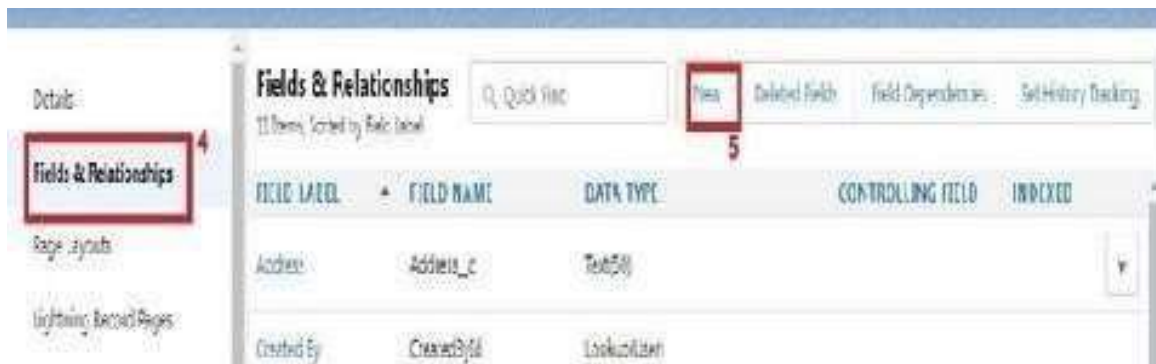 Details
Fields & Relationships
4
Page Layouts
Lightning Record Pages
Fields & Relationships
Quick Find
New
Deleted Fields
Field Dependencies
Set History Tracking
5
Items, Sorted by Field Label
FIELD LABEL
FIELD NAME
DATA TYPE
CONTROLLING FIELD
INDEXED
Address
Address_c
Text(50)
Created By
CreatedById
Lookup(User)